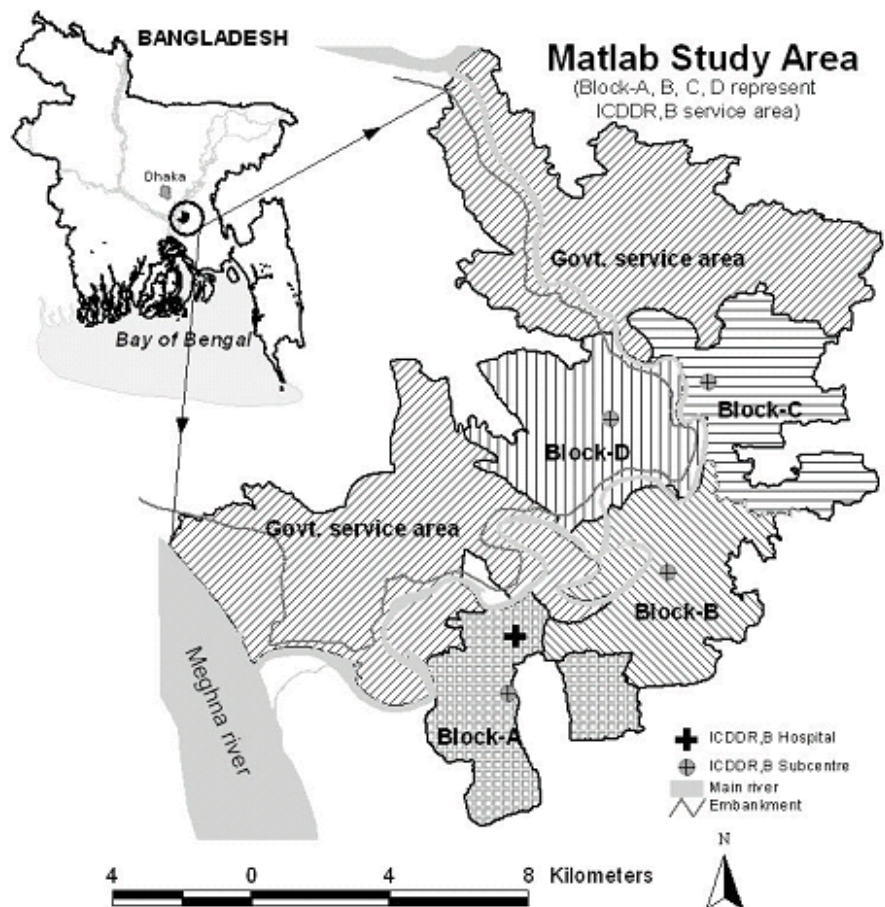 BANGLADESH
Dhaka
Bay of Bengal
Matlab Study Area
(Block-A, B, C, D represent
ICDDR,B service area)
Govt. service area
Block-C
Block-D
Govt. service area
Block-B
Block-A
Meghna river
ICDDR,B Hospital
ICDDR,B Subcentre
Main river
Embankment
N
4 0 4 8 Kilometers